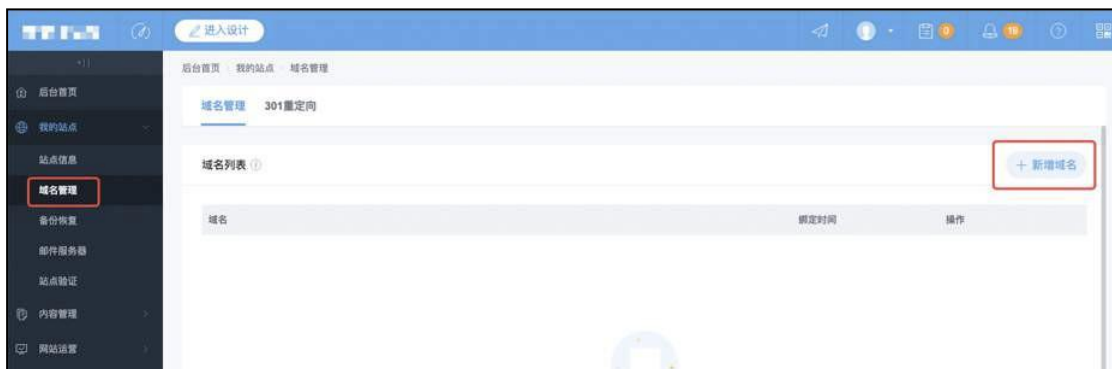 进入设计
0
18
后台首页 我的站点 域名管理
后台首页
域名管理 301重定向
我的站点
站点信息
域名列表
+ 新增域名
域名管理
备份恢复
域名 绑定时间 操作
邮件服务器
站点验证
内容管理
网站运营